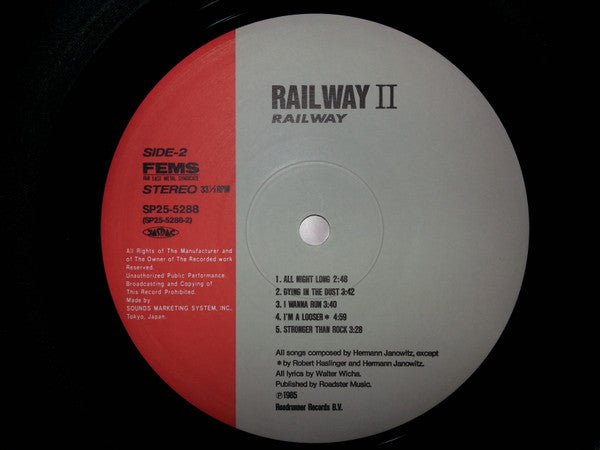 RAILWAY II
RAILWAY
SIDE-2
FEMS
FAR EAST METAL SYNDICATE
STEREO 33⅓RPM
SP25-5288
(SP25-5288-2)
All Rights of The Manufacturer and
of The Owner of The Recorded work
Reserved.
Unauthorized Public Performance.
Broadcasting and Copying of
This Record Prohibited.
Made by
SOUNDS MARKETING SYSTEM, INC.
Tokyo, Japan.
1. ALL NIGHT LONG 2:48
2. DYING IN THE DUST 3:42
3. I WANNA RUN 3:40
4. I'M A LOOSER * 4:59
5. STRONGER THAN ROCK 3:28
All songs composed by Hermann Janowitz, except
* by Robert Haslinger and Hermann Janowitz.
All lyrics by Walter Wicha.
Published by Roadster Music.
℗1985
Roadrunner Records B.V.